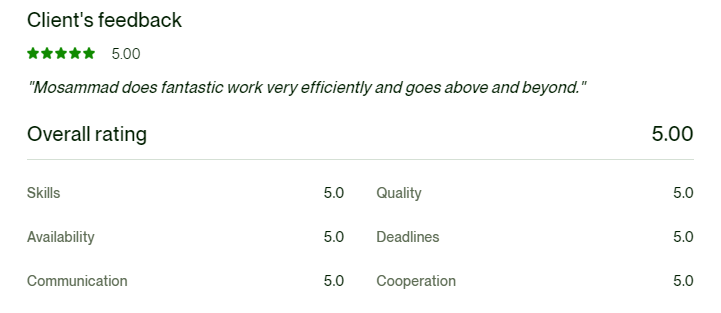 Client's feedback
5.00
"Mosammad does fantastic work very efficiently and goes above and beyond."
Overall rating 5.00
Skills 5.0 Quality 5.0
Availability 5.0 Deadlines 5.0
Communication 5.0 Cooperation 5.0